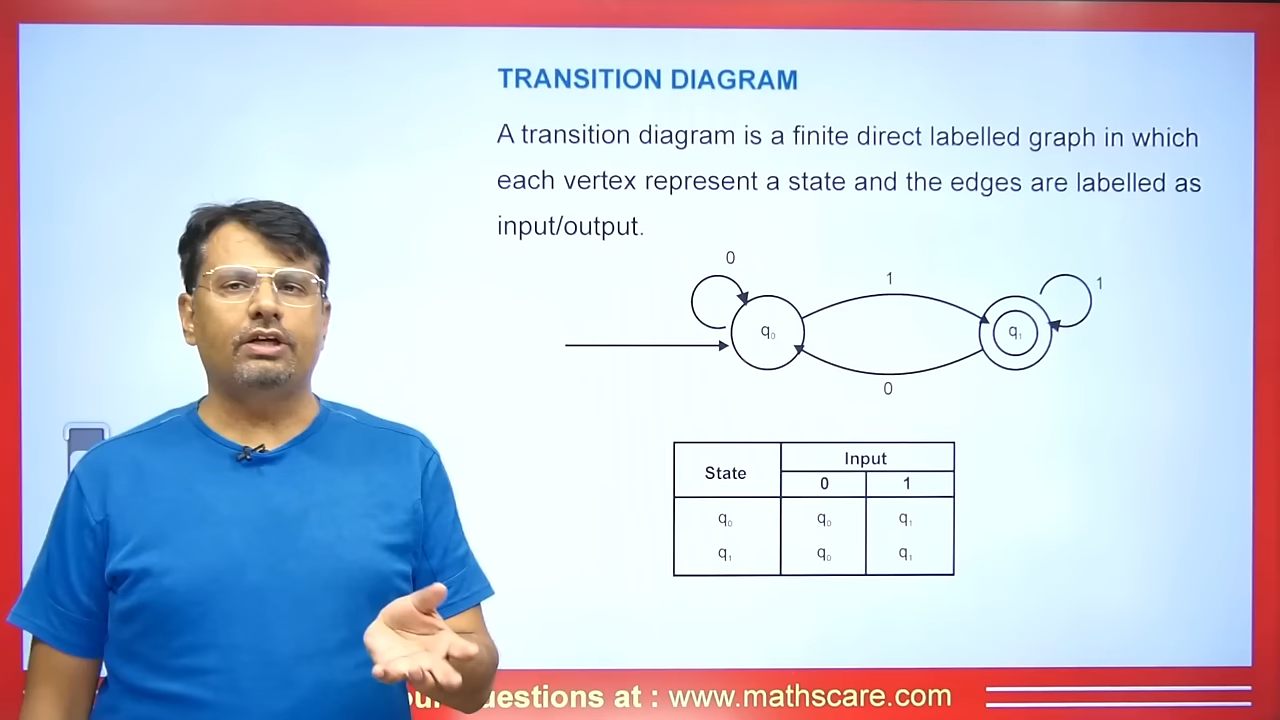 TRANSITION DIAGRAM
A transition diagram is a finite direct labelled graph in which
each vertex represent a state and the edges are labelled as
input/output.
0
1
1
q₀
q₁
0
State Input
0 1
q₀ q₀ q₁
q₁ q₀ q₁
uestions at : www.mathscare.com